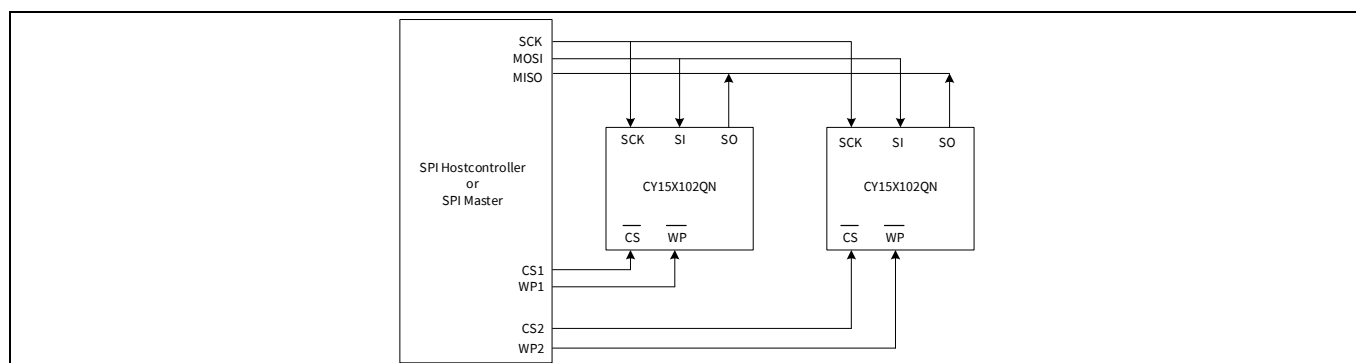 SCK
MOSI
MISO
SPI Hostcontroller
or
SPI Master
CS1
WP1
CS2
WP2
SCK SI SO
CY15X102QN
CS WP
SCK SI SO
CY15X102QN
CS WP